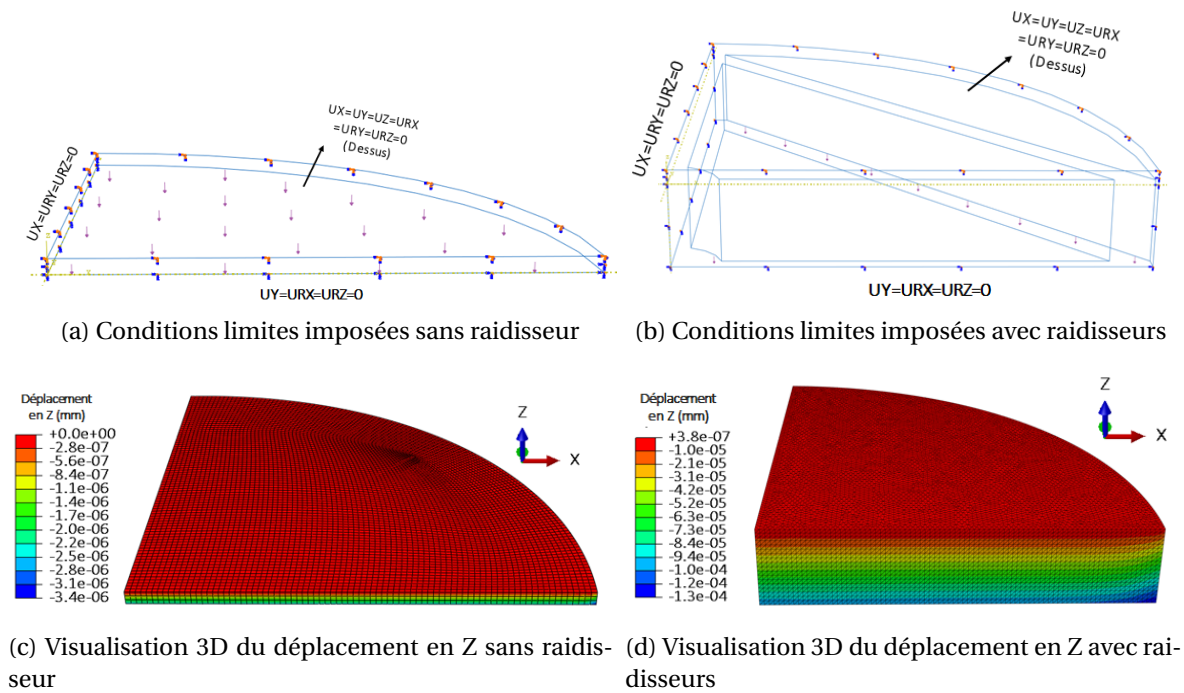 UX=UY=UZ=URX
=URY=URZ=0
(Dessus)
UX=URY=URZ=0
UY=URX=URZ=0
(a) Conditions limites imposées sans raidisseur
UX=UY=UZ=URX
=URY=URZ=0
(Dessus)
UX=URY=URZ=0
UY=URX=URZ=0
(b) Conditions limites imposées avec raidisseurs
Déplacement
en Z (mm)
+0.0e+00
-2.8e-07
-5.6e-07
-8.4e-07
-1.1e-06
-1.4e-06
-1.7e-06
-2.0e-06
-2.2e-06
-2.5e-06
-2.8e-06
-3.1e-06
-3.4e-06
Z
X
(c) Visualisation 3D du déplacement en Z sans raidis-
seur
Déplacement
en Z (mm)
+3.8e-07
-1.0e-05
-2.1e-05
-3.1e-05
-4.2e-05
-5.2e-05
-6.3e-05
-7.3e-05
-8.4e-05
-9.4e-05
-1.0e-04
-1.2e-04
-1.3e-04
Z
X
(d) Visualisation 3D du déplacement en Z avec rai-
disseurs